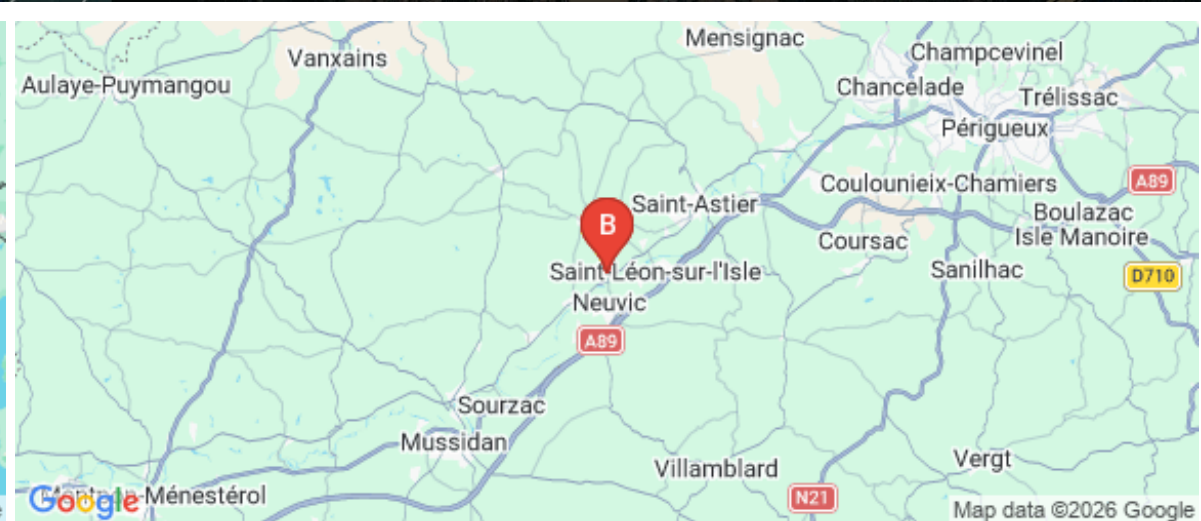 Mensignac
Champcevinel
Vanxains
Aulaye-Puymangou
Chancelade
Trélissac
Périgueux
A89
Coulounieix-Chamiers
Saint-Astier
Boulazac
Isle Manoire
B
Coursac
Saint-Léon-sur-l'Isle
Sanilhac
D710
Neuvic
A89
Sourzac
Mussidan
Villamblard
Vergt
-Ménestérol
N21
Google
Map data ©2026 Google